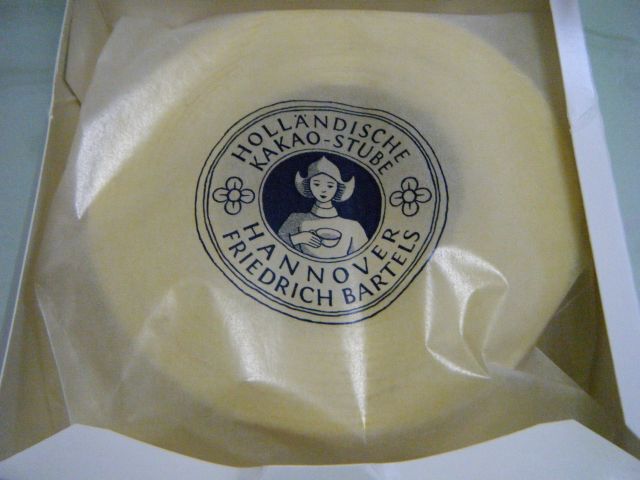 HOLLÄNDISCHE
KAKAO-STUBE
HANNOVER
FRIEDRICH BARTELS